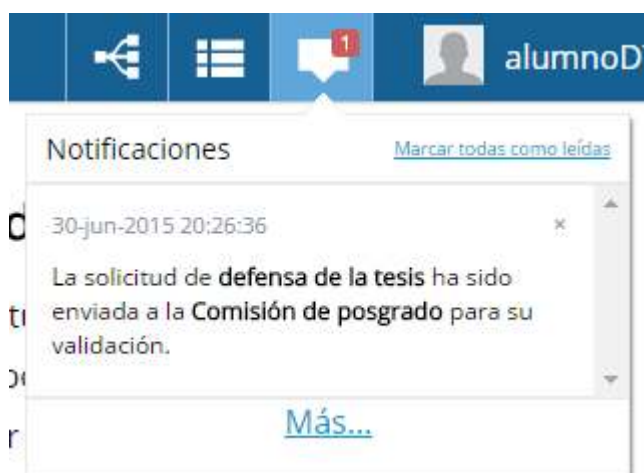 1
alumnoD
Notificaciones
Marcar todas como leídas
30-jun-2015 20:26:36
×
La solicitud de defensa de la tesis ha sido
enviada a la Comisión de posgrado para su
validación.
Más...